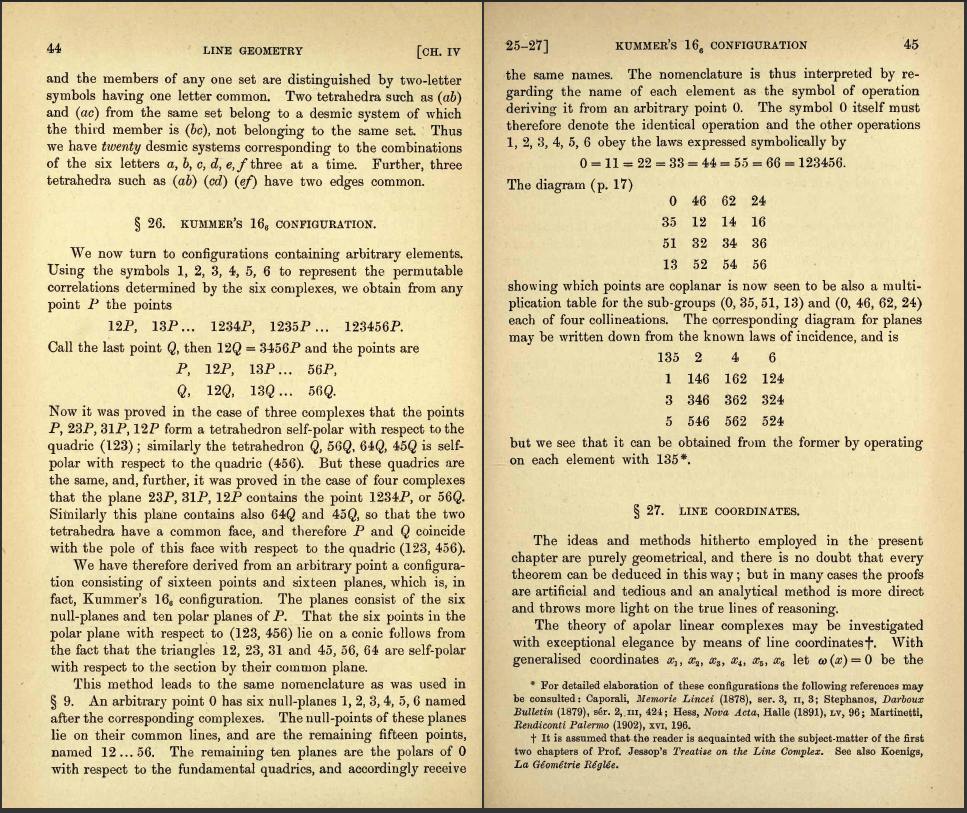 44 LINE GEOMETRY [CH. IV
and the members of any one set are distinguished by two-letter
symbols having one letter common. Two tetrahedra such as (ab)
and (ac) from the same set belong to a desmic system of which
the third member is (bc), not belonging to the same set. Thus
we have twenty desmic systems corresponding to the combinations
of the six letters a, b, c, d, e, f three at a time. Further, three
tetrahedra such as (ab) (cd) (ef) have two edges common.
§ 26. KUMMER'S 16₆ CONFIGURATION.
We now turn to configurations containing arbitrary elements.
Using the symbols 1, 2, 3, 4, 5, 6 to represent the permutable
correlations determined by the six complexes, we obtain from any
point P the points
12P, 13P ... 1234P, 1235P ... 123456P.
Call the last point Q, then 12Q = 3456P and the points are
P, 12P, 13P ... 56P,
Q, 12Q, 13Q ... 56Q.
Now it was proved in the case of three complexes that the points
P, 23P, 31P, 12P form a tetrahedron self-polar with respect to the
quadric (123); similarly the tetrahedron Q, 56Q, 64Q, 45Q is self-
polar with respect to the quadric (456). But these quadrics are
the same, and, further, it was proved in the case of four complexes
that the plane 23P, 31P, 12P contains the point 1234P, or 56Q.
Similarly this plane contains also 64Q and 45Q, so that the two
tetrahedra have a common face, and therefore P and Q coincide
with the pole of this face with respect to the quadric (123, 456).
We have therefore derived from an arbitrary point a configura-
tion consisting of sixteen points and sixteen planes, which is, in
fact, Kummer's 16₆ configuration. The planes consist of the six
null-planes and ten polar planes of P. That the six points in the
polar plane with respect to (123, 456) lie on a conic follows from
the fact that the triangles 12, 23, 31 and 45, 56, 64 are self-polar
with respect to the section by their common plane.
This method leads to the same nomenclature as was used in
§ 9. An arbitrary point 0 has six null-planes 1, 2, 3, 4, 5, 6 named
after the corresponding complexes. The null-points of these planes
lie on their common lines, and are the remaining fifteen points,
named 12 ... 56. The remaining ten planes are the polars of 0
with respect to the fundamental quadrics, and accordingly receive
25–27] KUMMER'S 16₆ CONFIGURATION 45
the same names. The nomenclature is thus interpreted by re-
garding the name of each element as the symbol of operation
deriving it from an arbitrary point 0. The symbol 0 itself must
therefore denote the identical operation and the other operations
1, 2, 3, 4, 5, 6 obey the laws expressed symbolically by
0 = 11 = 22 = 33 = 44 = 55 = 66 = 123456.
The diagram (p. 17)
0 46 62 24
35 12 14 16
51 32 34 36
13 52 54 56
showing which points are coplanar is now seen to be also a multi-
plication table for the sub-groups (0, 35, 51, 13) and (0, 46, 62, 24)
each of four collineations. The corresponding diagram for planes
may be written down from the known laws of incidence, and is
135 2 4 6
1 146 162 124
3 346 362 324
5 546 562 524
but we see that it can be obtained from the former by operating
on each element with 135*.
§ 27. LINE COORDINATES.
The ideas and methods hitherto employed in the present
chapter are purely geometrical, and there is no doubt that every
theorem can be deduced in this way; but in many cases the proofs
are artificial and tedious and an analytical method is more direct
and throws more light on the true lines of reasoning.
The theory of apolar linear complexes may be investigated
with exceptional elegance by means of line coordinates†. With
generalised coordinates x₁, x₂, x₃, x₄, x₅, x₆ let ω (x) = 0 be the
* For detailed elaboration of these configurations the following references may
be consulted: Caporali, Memorie Lincei (1878), ser. 3, II, 3; Stephanos, Darboux
Bulletin (1879), sér. 2, III, 424; Hess, Nova Acta, Halle (1891), LV, 96; Martinetti,
Rendiconti Palermo (1902), XVI, 196.
† It is assumed that the reader is acquainted with the subject-matter of the first
two chapters of Prof. Jessop's Treatise on the Line Complex. See also Koenigs,
La Géométrie Réglée.